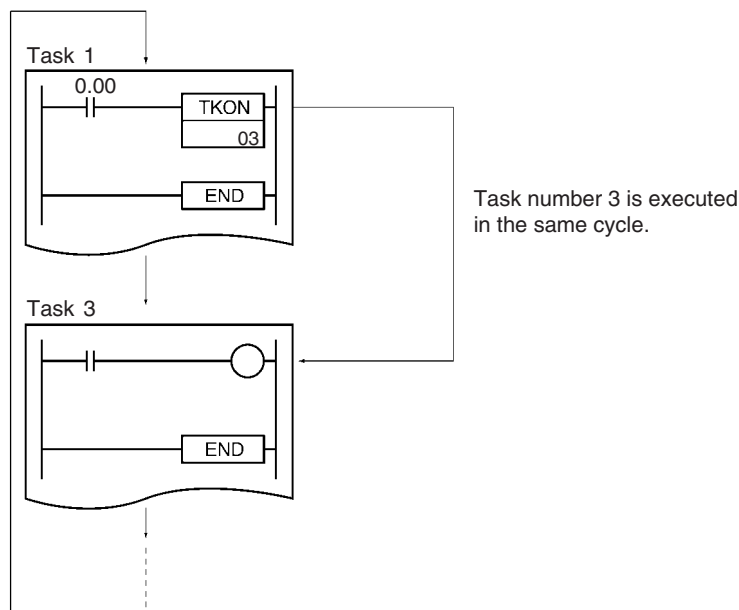 Task 1
0.00
TKON
03
END
Task number 3 is executed
in the same cycle.
Task 3
END